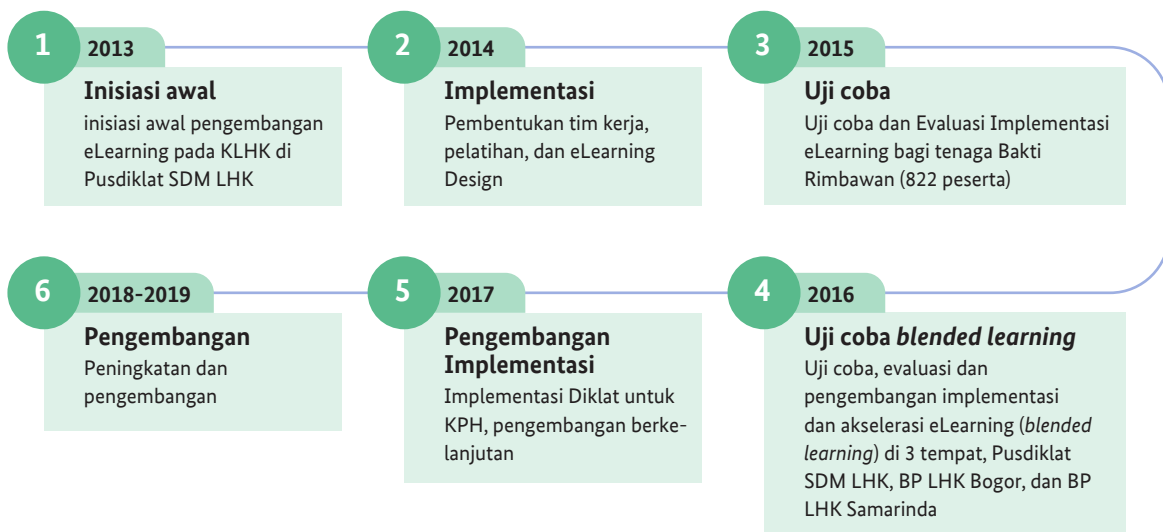 1
2013
Inisiasi awal
inisiasi awal pengembangan
eLearning pada KLHK di
Pusdiklat SDM LHK
2
2014
Implementasi
Pembentukan tim kerja,
pelatihan, dan eLearning
Design
3
2015
Uji coba
Uji coba dan Evaluasi Implementasi
eLearning bagi tenaga Bakti
Rimbawan (822 peserta)
4
2016
Uji coba blended learning
Uji coba, evaluasi dan
pengembangan implementasi
dan akselerasi eLearning (blended
learning) di 3 tempat, Pusdiklat
SDM LHK, BP LHK Bogor, dan BP
LHK Samarinda
5
2017
Pengembangan
Implementasi
Implementasi Diklat untuk
KPH, pengembangan berke-
lanjutan
6
2018-2019
Pengembangan
Peningkatan dan
pengembangan